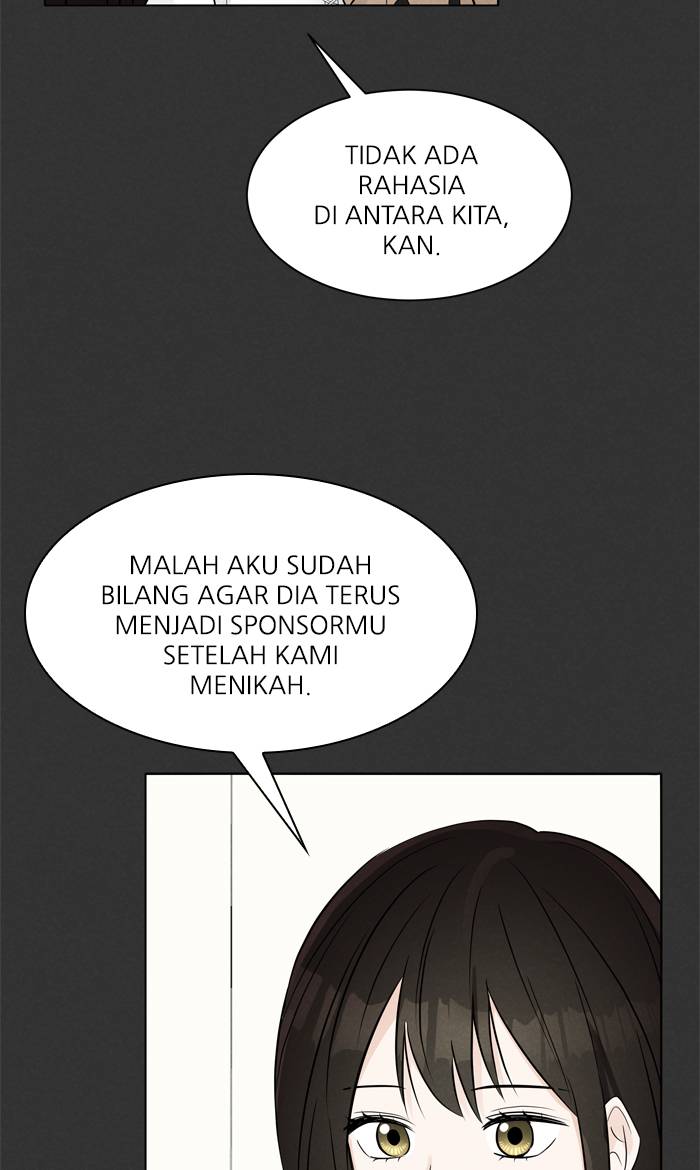 TIDAK ADA
RAHASIA
DI ANTARA KITA,
KAN.
MALAH AKU SUDAH
BILANG AGAR DIA TERUS
MENJADI SPONSORMU
SETELAH KAMI
MENIKAH.